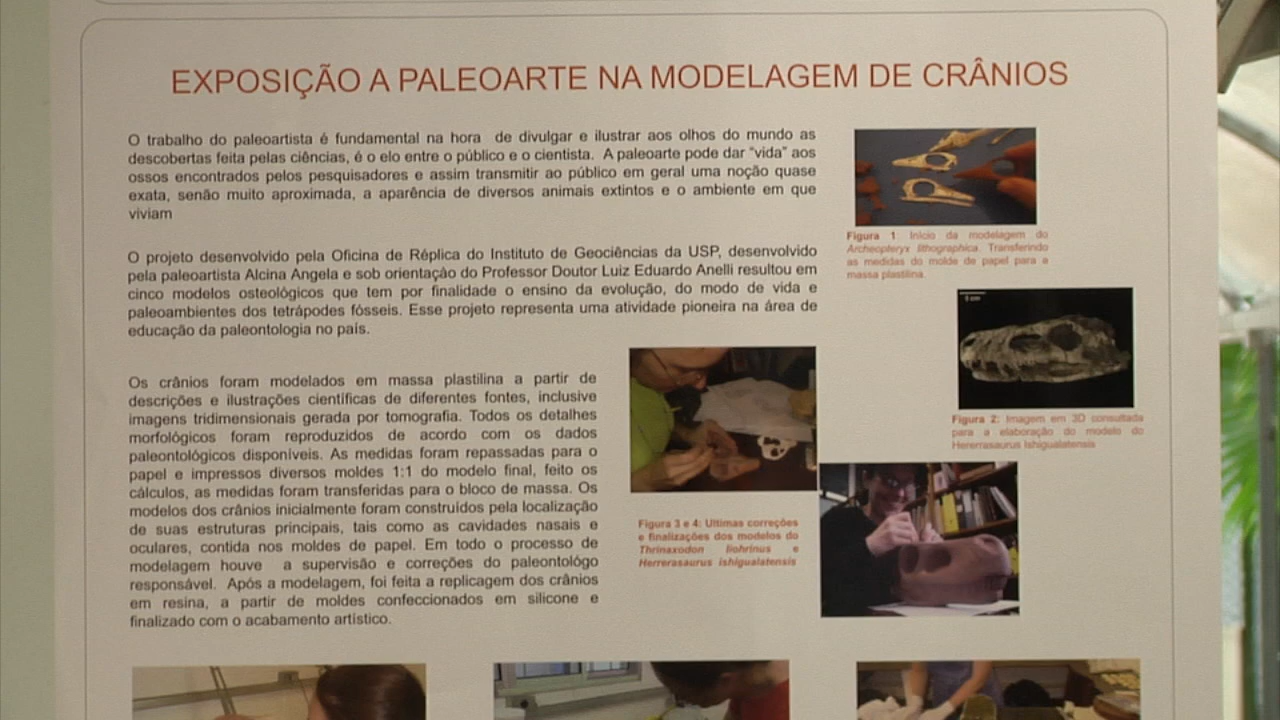 EXPOSIÇÃO A PALEOARTE NA MODELAGEM DE CRÂNIOS
O trabalho do paleoartista é fundamental na hora de divulgar e ilustrar aos olhos do mundo as
descobertas feita pelas ciências, é o elo entre o público e o cientista. A paleoarte pode dar “vida” aos
ossos encontrados pelos pesquisadores e assim transmitir ao público em geral uma noção quase
exata, senão muito aproximada, a aparência de diversos animais extintos e o ambiente em que
viviam
O projeto desenvolvido pela Oficina de Réplica do Instituto de Geociências da USP, desenvolvido
pela paleoartista Alcina Angela e sob orientação do Professor Doutor Luiz Eduardo Anelli resultou em
cinco modelos osteológicos que tem por finalidade o ensino da evolução, do modo de vida e
paleoambientes dos tetrápodes fósseis. Esse projeto representa uma atividade pioneira na área de
educação da paleontologia no país.
Os crânios foram modelados em massa plastilina a partir de
descrições e ilustrações científicas de diferentes fontes, inclusive
imagens tridimensionais gerada por tomografia. Todos os detalhes
morfológicos foram reproduzidos de acordo com os dados
paleontológicos disponíveis. As medidas foram repassadas para o
papel e impressos diversos moldes 1:1 do modelo final, feito os
cálculos, as medidas foram transferidas para o bloco de massa. Os
modelos dos crânios inicialmente foram construídos pela localização
de suas estruturas principais, tais como as cavidades nasais e
oculares, contida nos moldes de papel. Em todo o processo de
modelagem houve a supervisão e correções do paleontológo
responsável. Após a modelagem, foi feita a replicagem dos crânios
em resina, a partir de moldes confeccionados em silicone e
finalizado com o acabamento artístico.
Figura 1: Início da modelagem do
Archeopteryx lithographica. Transferindo
as medidas do molde de papel para a
massa plastilina.
5 cm
Figura 2: Imagem em 3D consultada
para a elaboração do modelo do
Hererrasaurus Ishigualatensis
Figura 3 e 4: Ultimas correções
e finalizações dos modelos do
Thrinaxodon liohrinus e
Herrerasaurus ishigualatensis